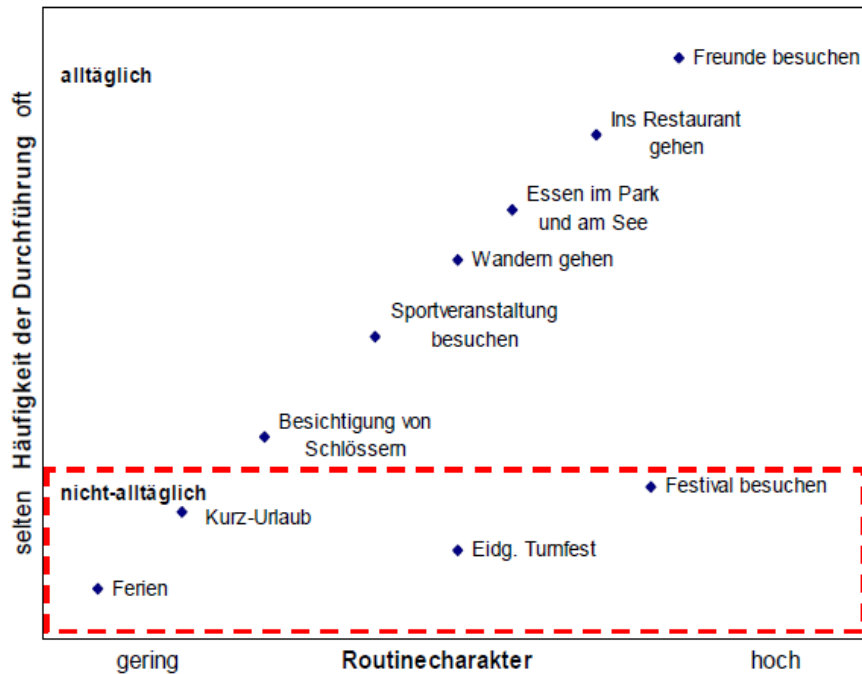 alltäglich
Freunde besuchen
Ins Restaurant
gehen
Essen im Park
und am See
Wandern gehen
Sportveranstaltung
besuchen
Besichtigung von
Schlössern
nicht-alltäglich
Festival besuchen
Kurz-Urlaub
Eidg. Turnfest
Ferien
selten Häufigkeit der Durchführung oft
gering Routinecharakter hoch